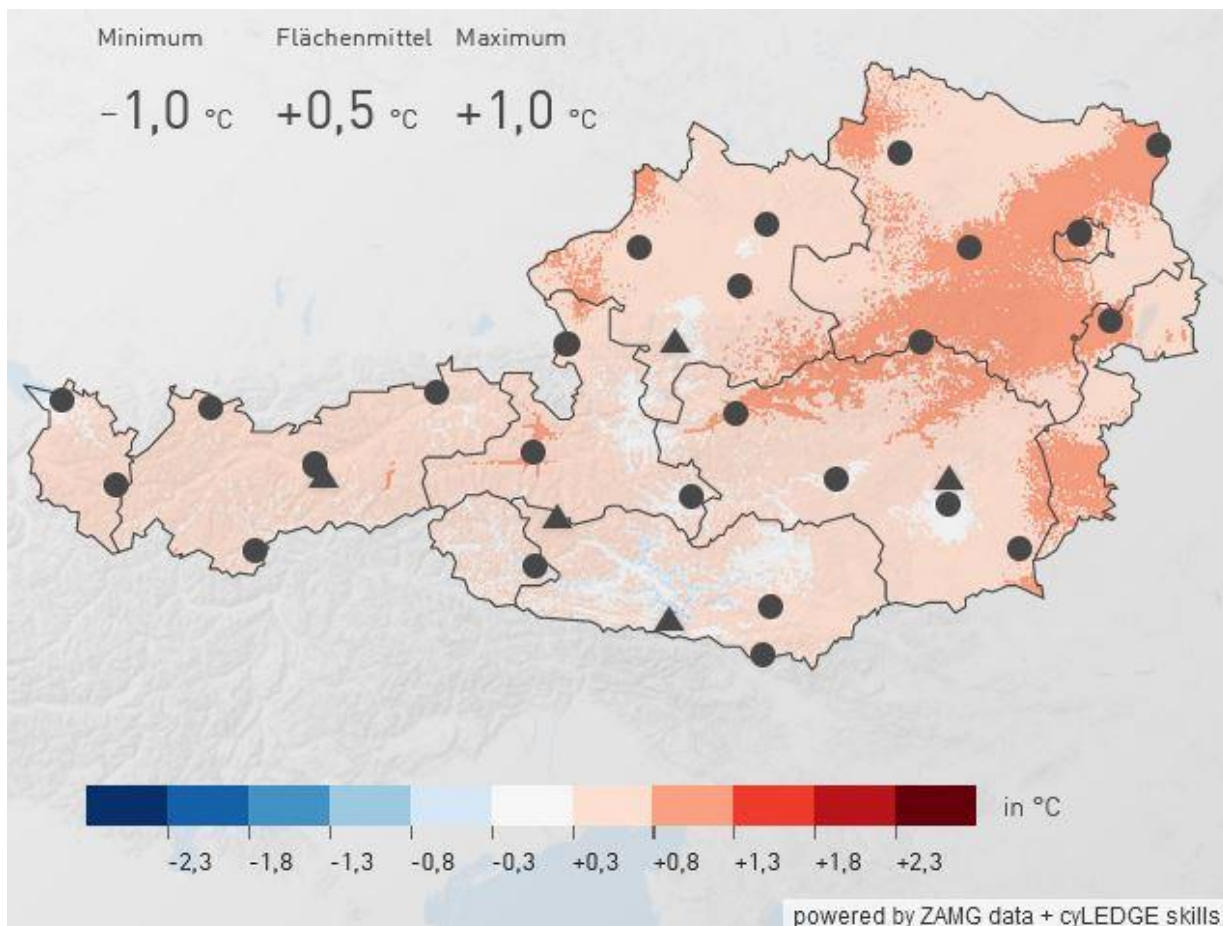 Minimum Flächenmittel Maximum
-1,0 °C +0,5 °C +1,0 °C
in °C
-2,3 -1,8 -1,3 -0,8 -0,3 +0,3 +0,8 +1,3 +1,8 +2,3
powered by ZAMG data + cyLEDGE skills